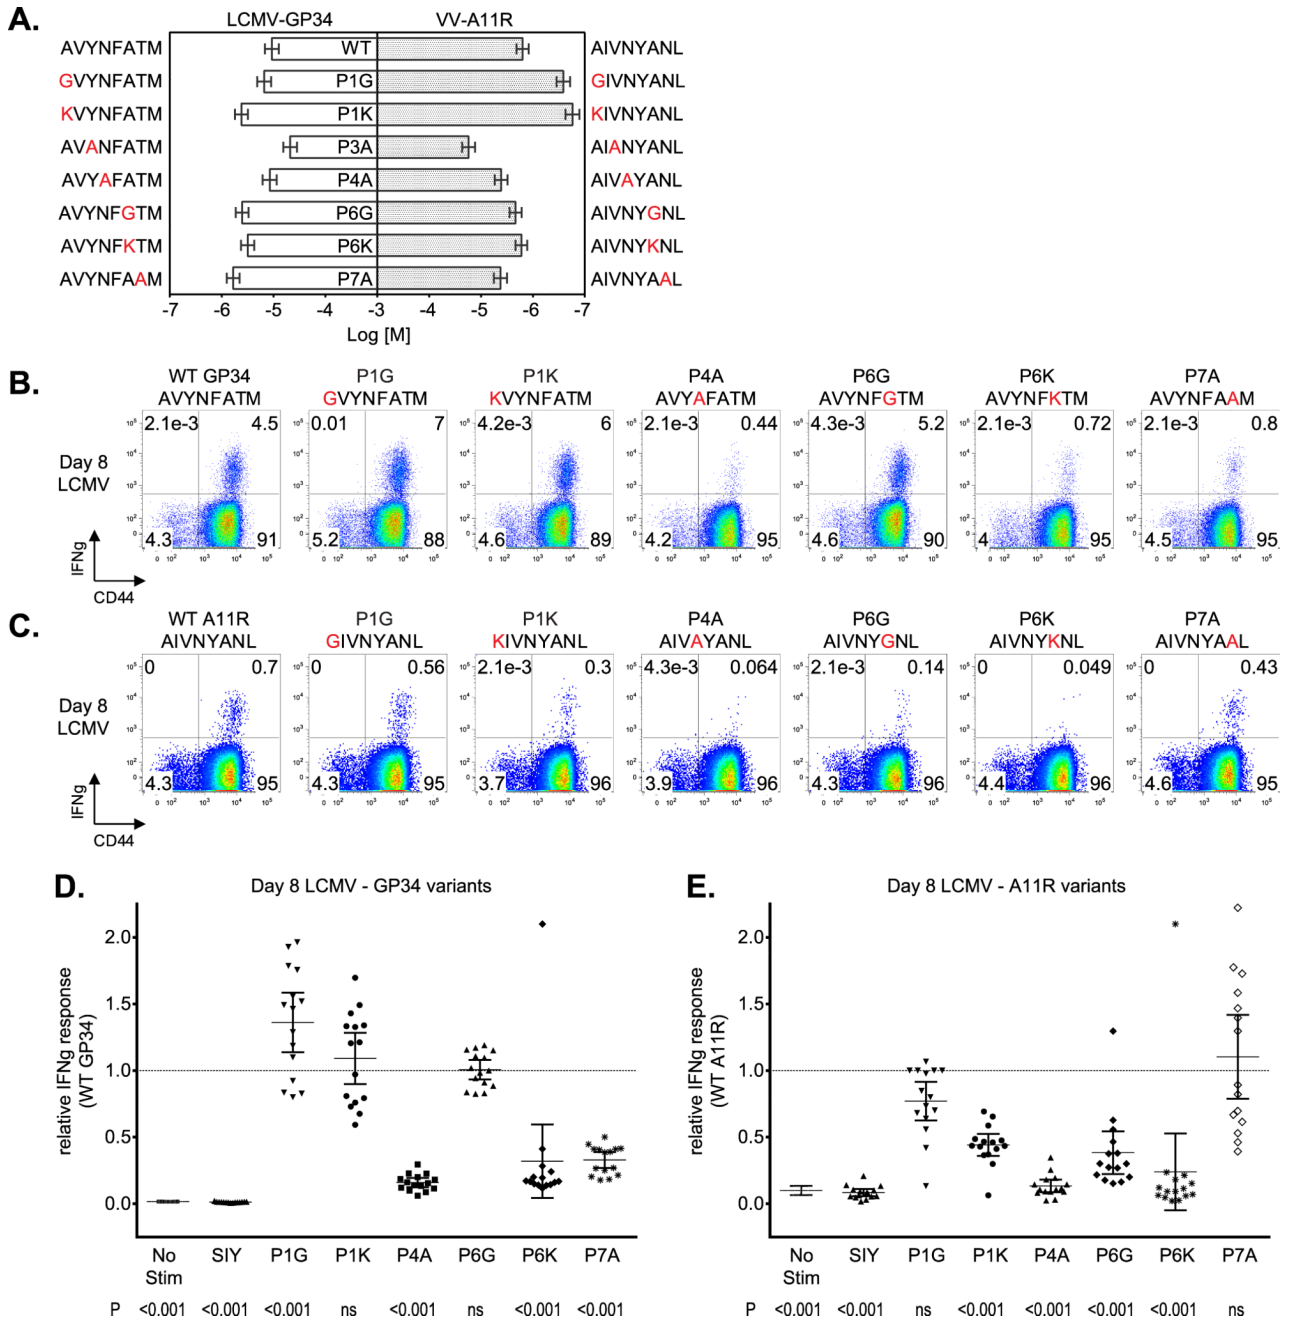 A.
LCMV-GP34 VV-A11R
AVYNFATM WT AIVNYANL
GVYNFATM P1G GIVNYANL
KVYNFATM P1K KIVNYANL
AVANFATM P3A AIANYANL
AVYAFATM P4A AIVAYANL
AVYNFGTM P6G AIVNYGNL
AVYNFKTM P6K AIVNYKNL
AVYNFAAM P7A AIVNYAAL
-7 -6 -5 -4 -3 -4 -5 -6 -7
Log [M]
B.
WT GP34 P1G P1K P4A P6G P6K P7A
AVYNFATM GVYNFATM KVYNFATM AVYAFATM AVYNFGTM AVYNFKTM AVYNFAAM
2.1e-3 4.5 0.01 7 4.2e-3 6 2.1e-3 0.44 4.3e-3 5.2 2.1e-3 0.72 2.1e-3 0.8
Day 8
LCMV
4.3 91 5.2 88 4.6 89 4.2 95 4.6 90 4 95 4.5 95
IFNg
CD44
C.
WT A11R P1G P1K P4A P6G P6K P7A
AIVNYANL GIVNYANL KIVNYANL AIVAYANL AIVNYGNL AIVNYKNL AIVNYAAL
0 0.7 0 0.56 2.1e-3 0.3 4.3e-3 0.064 2.1e-3 0.14 0 0.049 0 0.43
Day 8
LCMV
4.3 95 4.3 95 3.7 96 3.9 96 4.3 96 4.4 96 4.6 95
IFNg
CD44
D.
Day 8 LCMV - GP34 variants
relative IFNg response
(WT GP34)
2.0
1.5
1.0
0.5
0.0
No Stim SIY P1G P1K P4A P6G P6K P7A
P <0.001 <0.001 <0.001 ns <0.001 ns <0.001 <0.001
E.
Day 8 LCMV - A11R variants
relative IFNg response
(WT A11R)
2.0
1.5
1.0
0.5
0.0
No Stim SIY P1G P1K P4A P6G P6K P7A
P <0.001 <0.001 ns <0.001 <0.001 <0.001 <0.001 ns